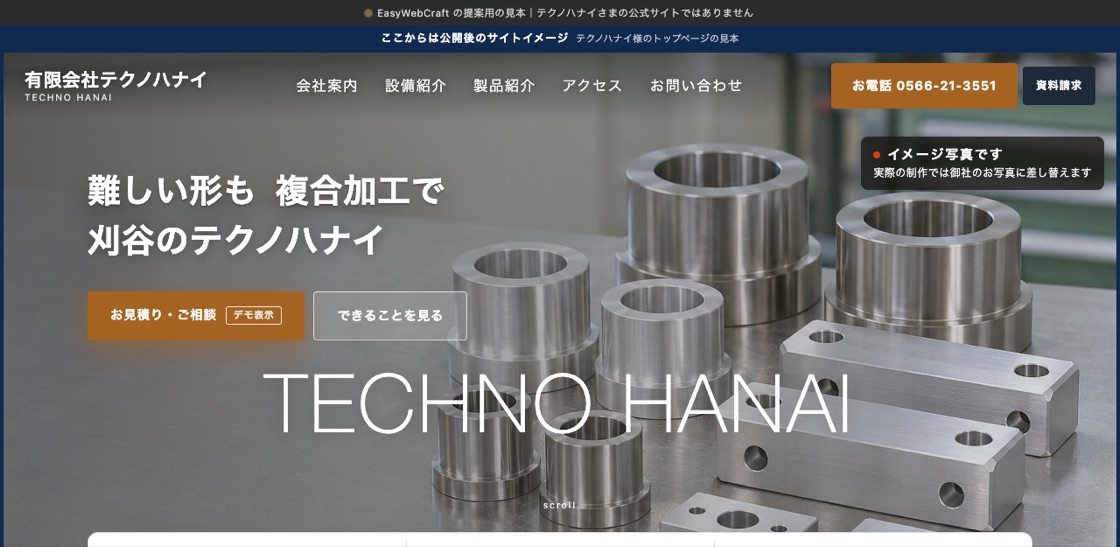 EasyWebCraft の提案用の見本｜テクノハナイさまの公式サイトではありません
ここからは公開後のサイトイメージ テクノハナイ様のトップページの見本
有限会社テクノハナイ
TECHNO HANAI
会社案内 設備紹介 製品紹介 アクセス お問い合わせ
お電話 0566-21-3551
資料請求
イメージ写真です
実際の制作では御社のお写真に差し替えます
難しい形も 複合加工で
刈谷のテクノハナイ
お見積り・ご相談 デモ表示
できることを見る
TECHNO HANAI
scroll